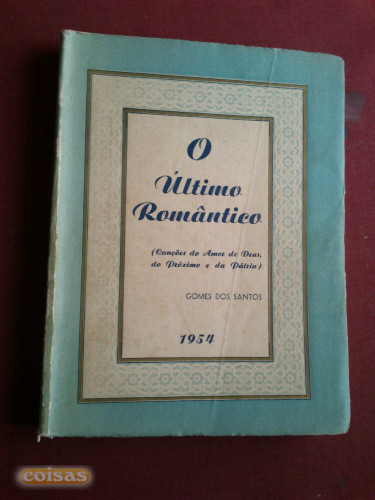 O
Último
Romântico
(Canções do Amor de Deus,
do Próximo e da Pátria)
GOMES DOS SANTOS
1954
coisas